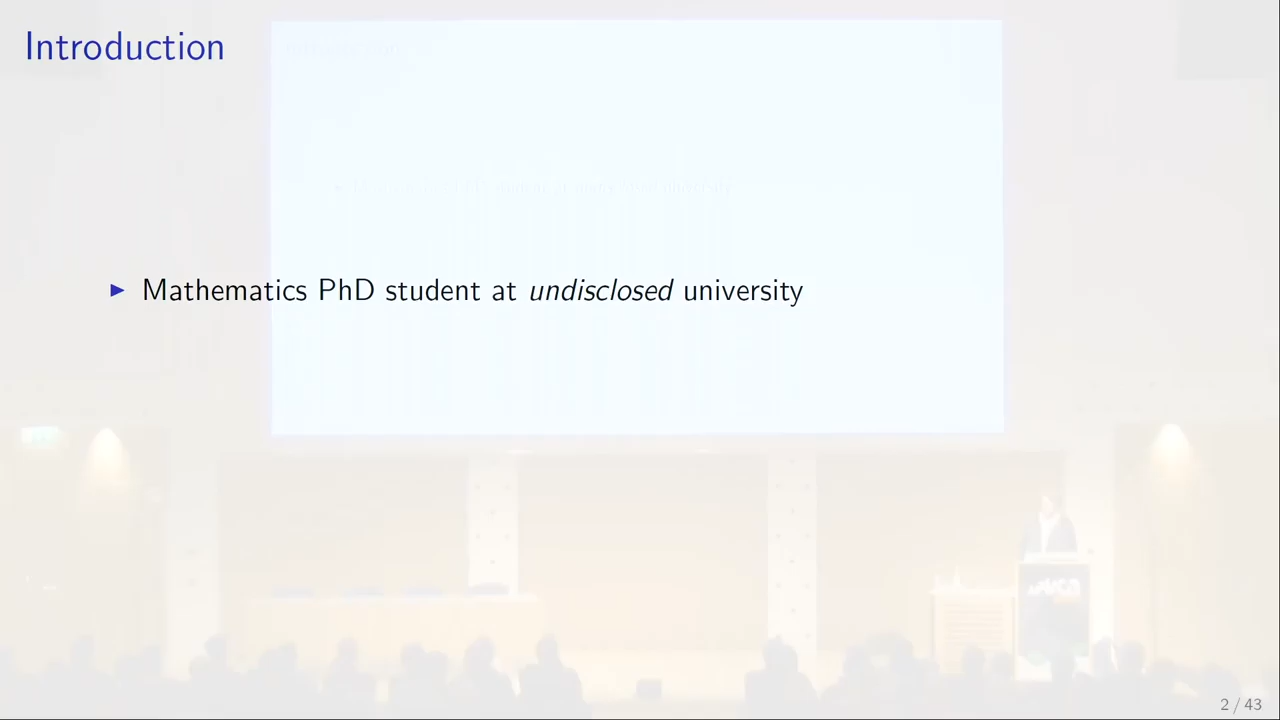 Introduction
▶ Mathematics PhD student at undisclosed university
2 / 43